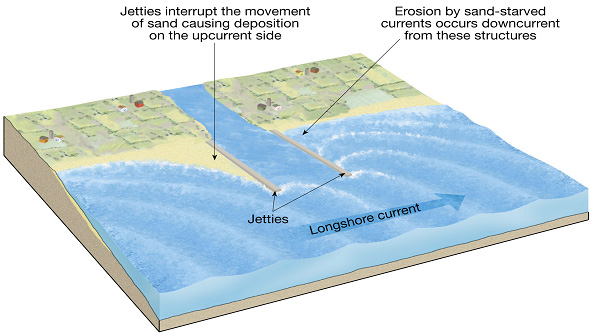 Jetties interrupt the movement
of sand causing deposition
on the upcurrent side
Erosion by sand-starved
currents occurs downcurrent
from these structures
Jetties
Longshore current